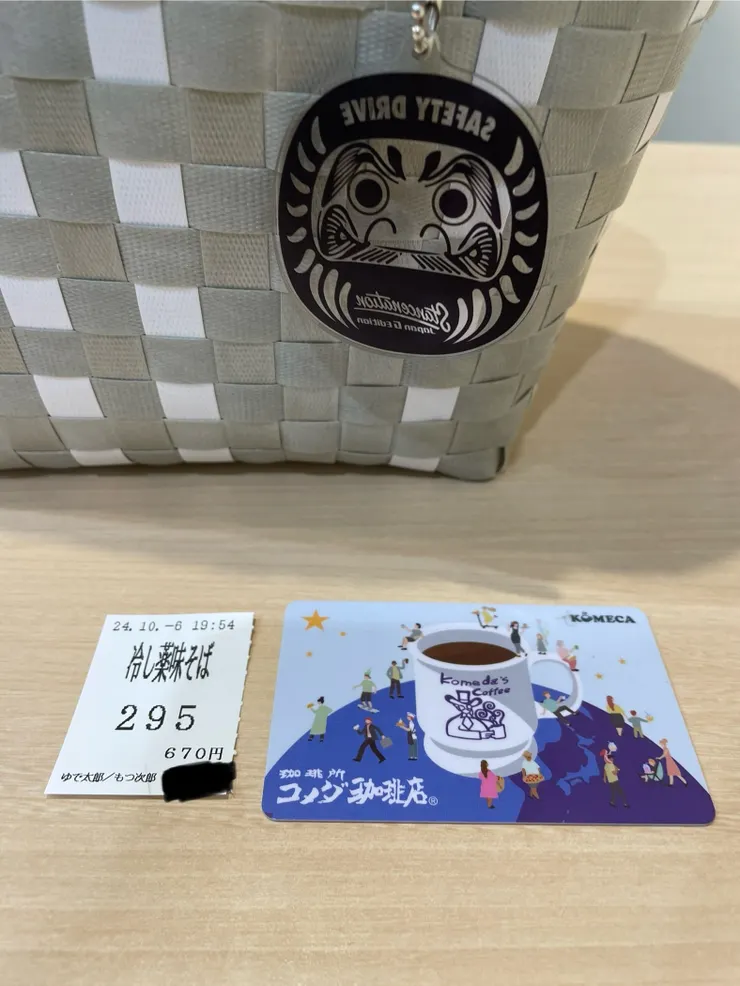 SAFETY DRIVE
Stancenation
Japan G Edition
24.10.-6 19:54
冷し薬味そば
295
670円
ゆで太郎/もつ次郎
KOMECA
Komeda's
Coffee
珈琲所
コメダ珈琲店®